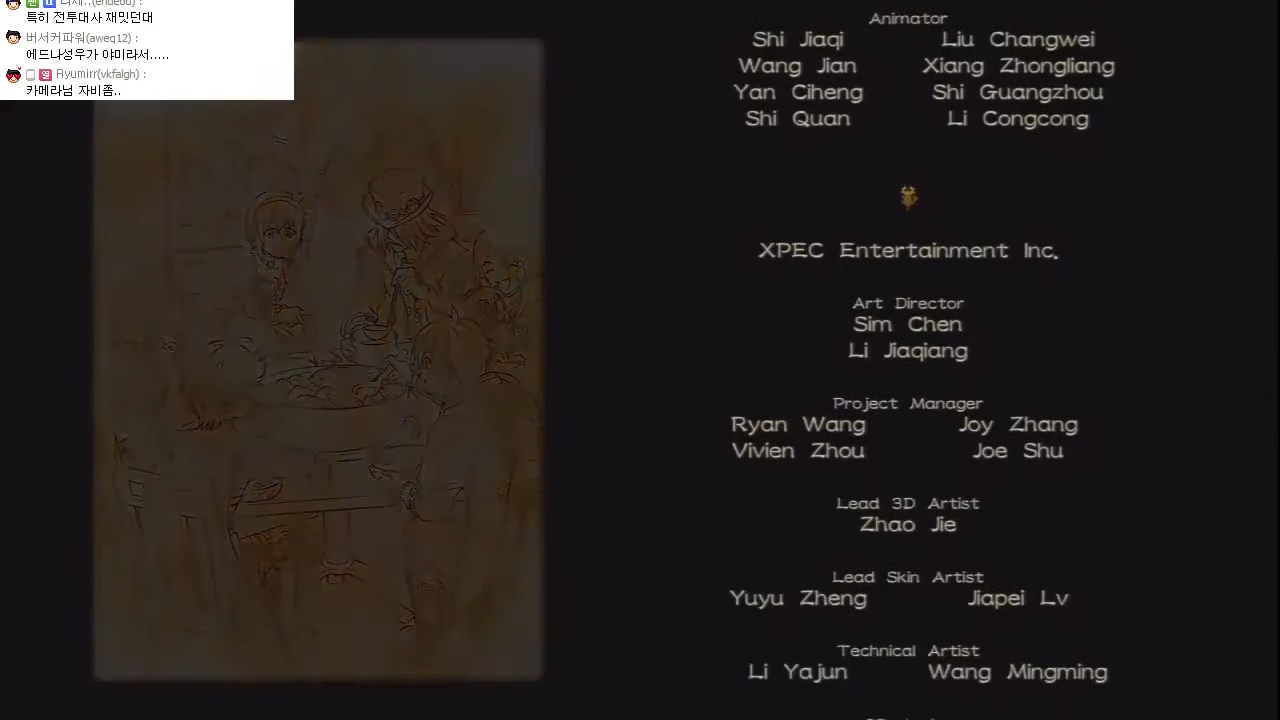 특히 전투대사 재밋던대
버서커파워(aweq12) :
에드나성우가 야미라서.....
Ryumirr(vkfalgh) :
카메라님 자비좀..
Animator
Shi Jiaqi Liu Changwei
Wang Jian Xiang Zhongliang
Yan Ciheng Shi Guangzhou
Shi Quan Li Congcong
XPEC Entertainment Inc.
Art Director
Sim Chen
Li Jiaqiang
Project Manager
Ryan Wang Joy Zhang
Vivien Zhou Joe Shu
Lead 3D Artist
Zhao Jie
Lead Skin Artist
Yuyu Zheng Jiapei Lv
Technical Artist
Li Yajun Wang Mingming